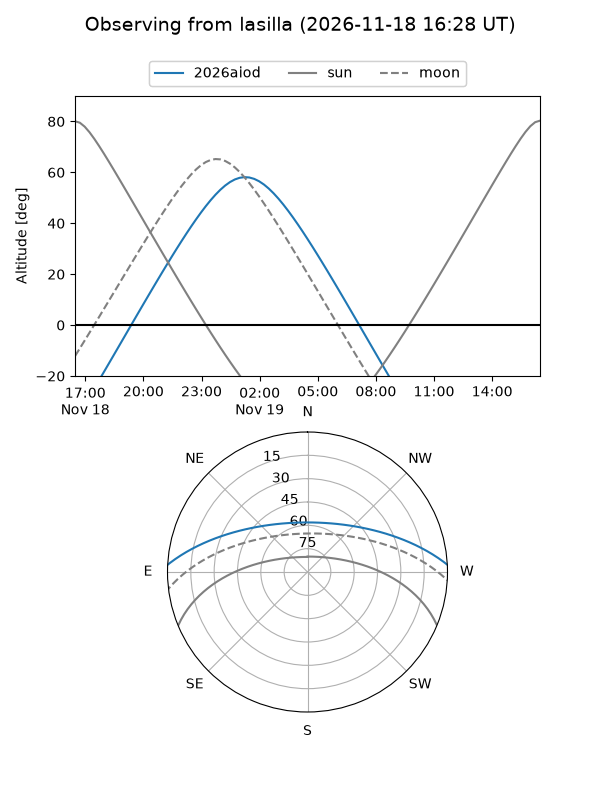 Observing from lasilla (2026-11-18 16:28 UT)
2026aiod sun moon
80
60
40
20
0
−20
Altitude [deg]
17:00 20:00 23:00 02:00 05:00 08:00 11:00 14:00
Nov 18 Nov 19
N
NE NW
15
30
45
60
75
E W
SE SW
S